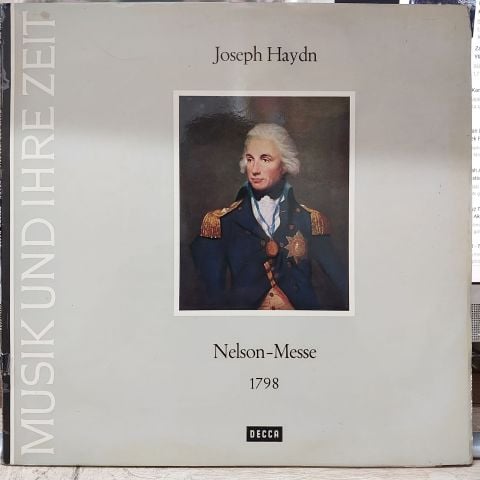 MUSIK UND IHRE ZEIT
Joseph Haydn
Nelson-Messe
1798
DECCA